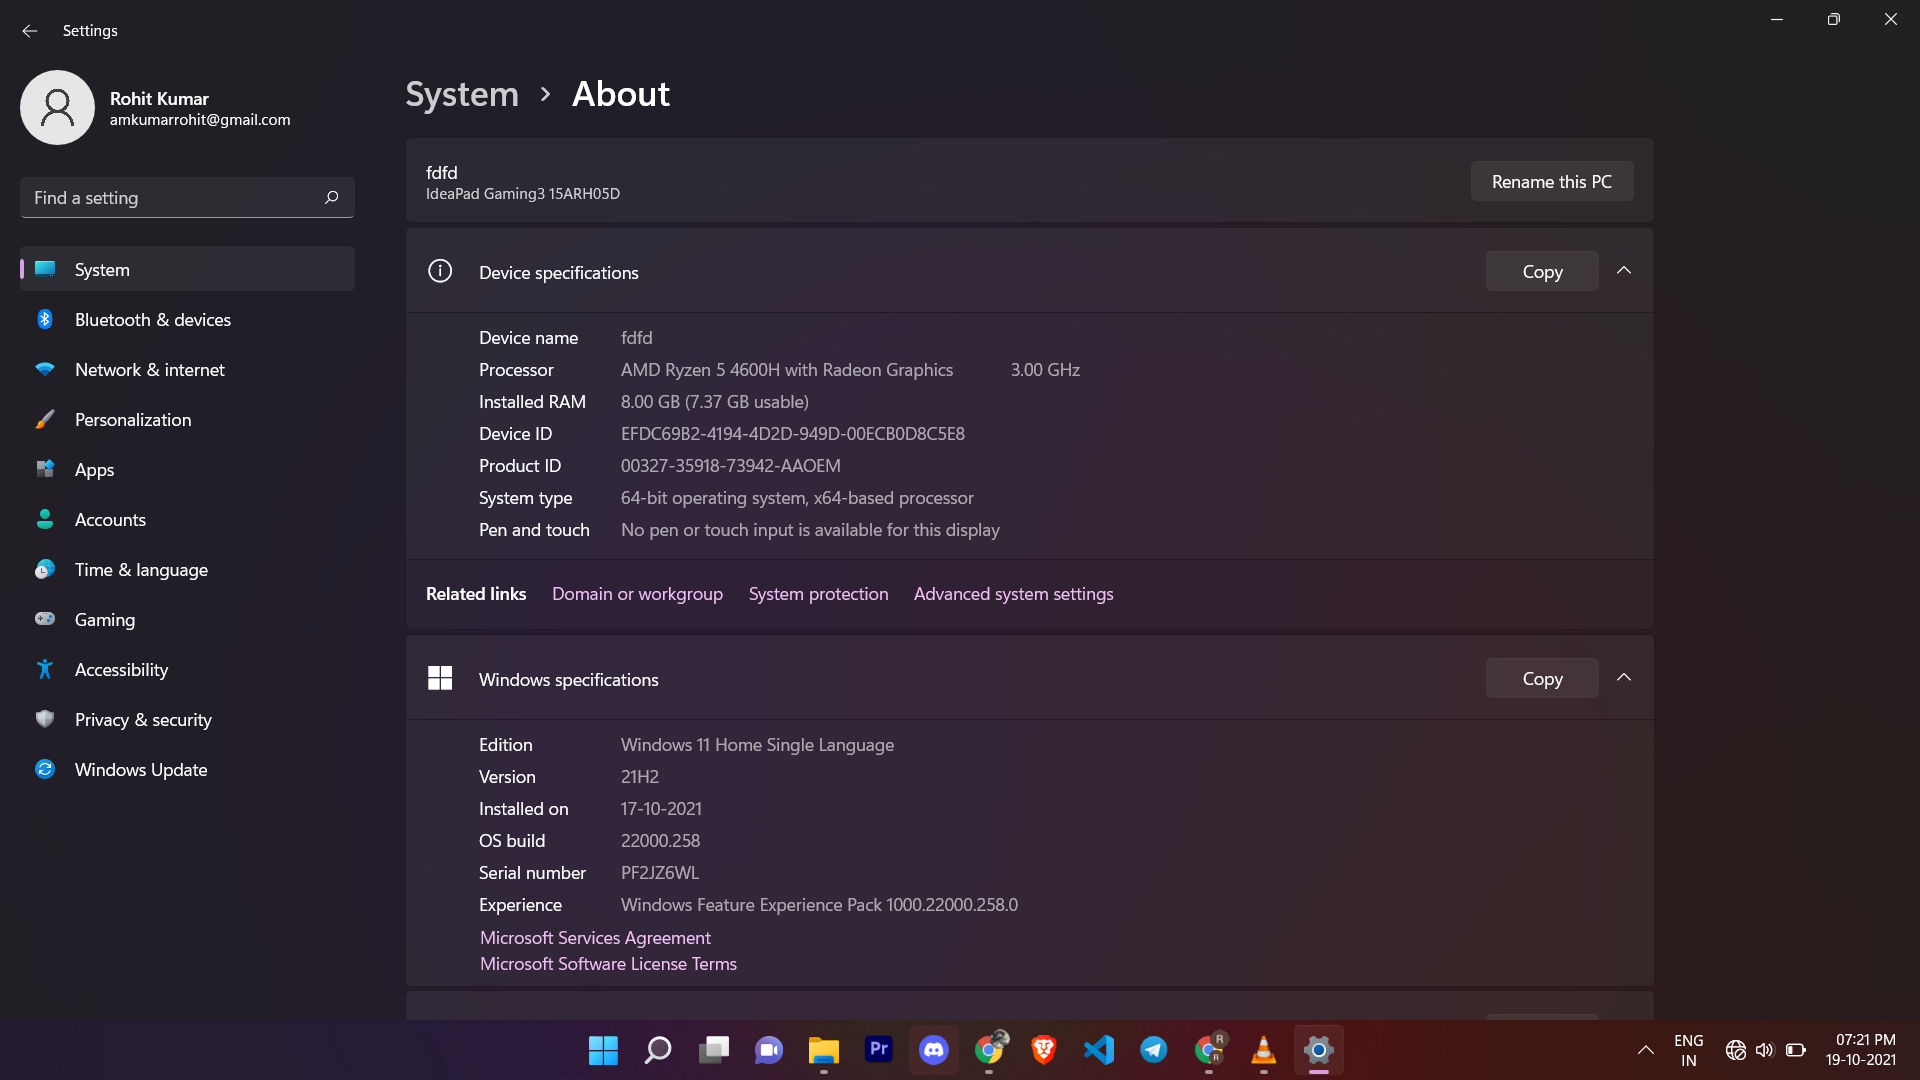 Settings
Rohit Kumar
amkumarrohit@gmail.com
Find a setting
System
Bluetooth & devices
Network & internet
Personalization
Apps
Accounts
Time & language
Gaming
Accessibility
Privacy & security
Windows Update
System > About
fdfd
IdeaPad Gaming3 15ARH05D
Rename this PC
Device specifications Copy
Device name fdfd
Processor AMD Ryzen 5 4600H with Radeon Graphics 3.00 GHz
Installed RAM 8.00 GB (7.37 GB usable)
Device ID EFDC69B2-4194-4D2D-949D-00ECB0D8C5E8
Product ID 00327-35918-73942-AAOEM
System type 64-bit operating system, x64-based processor
Pen and touch No pen or touch input is available for this display
Related links Domain or workgroup System protection Advanced system settings
Windows specifications Copy
Edition Windows 11 Home Single Language
Version 21H2
Installed on 17-10-2021
OS build 22000.258
Serial number PF2JZ6WL
Experience Windows Feature Experience Pack 1000.22000.258.0
Microsoft Services Agreement
Microsoft Software License Terms
Pr
R
R
ENG
IN
07:21 PM
19-10-2021